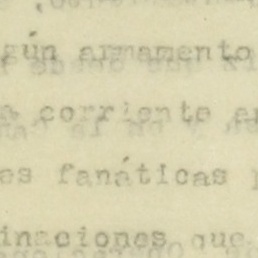 gún armamento
corriente
es fanáticas
inaciones que